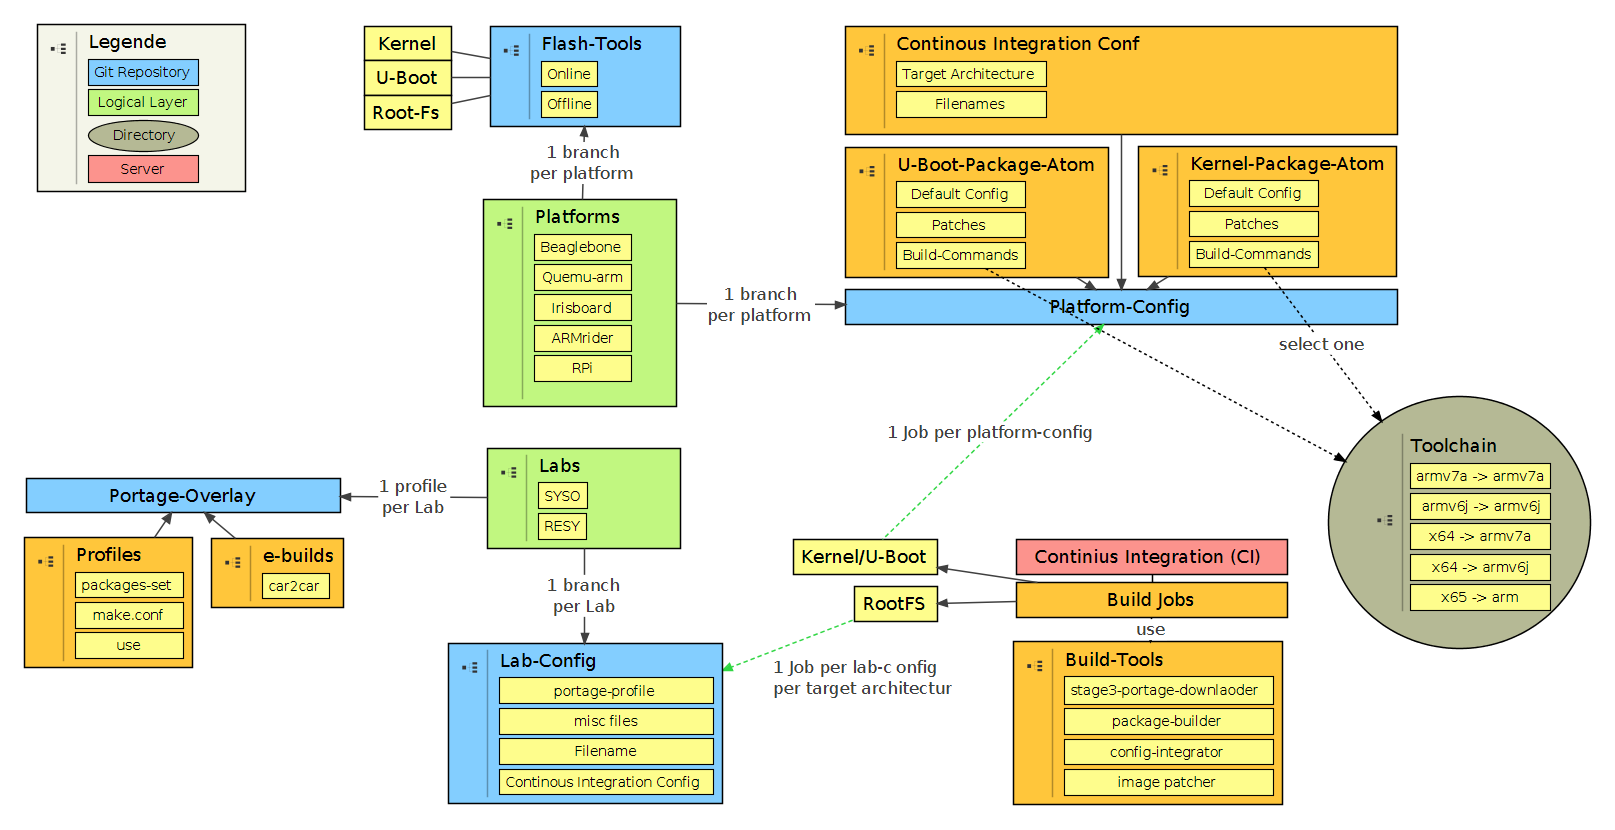 Legende
Git Repository
Logical Layer
Directory
Server
Kernel
U-Boot
Root-Fs
Flash-Tools
Online
Offline
1 branch
per platform
Platforms
Beaglebone
Quemu-arm
Irisboard
ARMrider
RPi
1 branch
per platform
Continous Integration Conf
Target Architecture
Filenames
U-Boot-Package-Atom
Default Config
Patches
Build-Commands
Kernel-Package-Atom
Default Config
Patches
Build-Commands
Platform-Config
select one
1 Job per platform-config
Toolchain
armv7a -> armv7a
armv6j -> armv6j
x64 -> armv7a
x64 -> armv6j
x65 -> arm
Labs
SYSO
RESY
1 profile
per Lab
Portage-Overlay
Profiles
packages-set
make.conf
use
e-builds
car2car
1 branch
per Lab
Lab-Config
portage-profile
misc files
Filename
Continous Integration Config
Kernel/U-Boot
RootFS
1 Job per lab-c onfig
per target architectur
Continius Integration (CI)
Build Jobs
use
Build-Tools
stage3-portage-downlaoder
package-builder
config-integrator
image patcher